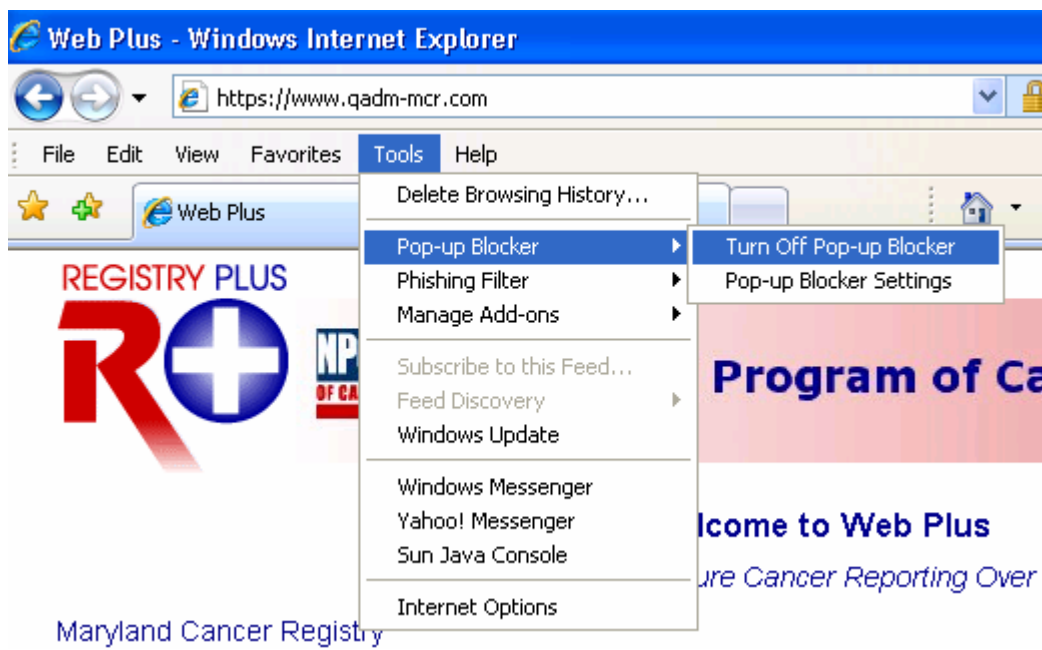 Web Plus - Windows Internet Explorer
https://www.qadm-mcr.com
File Edit View Favorites Tools Help
Web Plus
Delete Browsing History...
Pop-up Blocker
Turn Off Pop-up Blocker
Phishing Filter
Pop-up Blocker Settings
Manage Add-ons
Subscribe to this Feed...
Feed Discovery
Windows Update
Windows Messenger
Yahoo! Messenger
Sun Java Console
Internet Options
REGISTRY PLUS
R
NP
OF CA
Program of Ca
lcome to Web Plus
ure Cancer Reporting Over
Maryland Cancer Registry